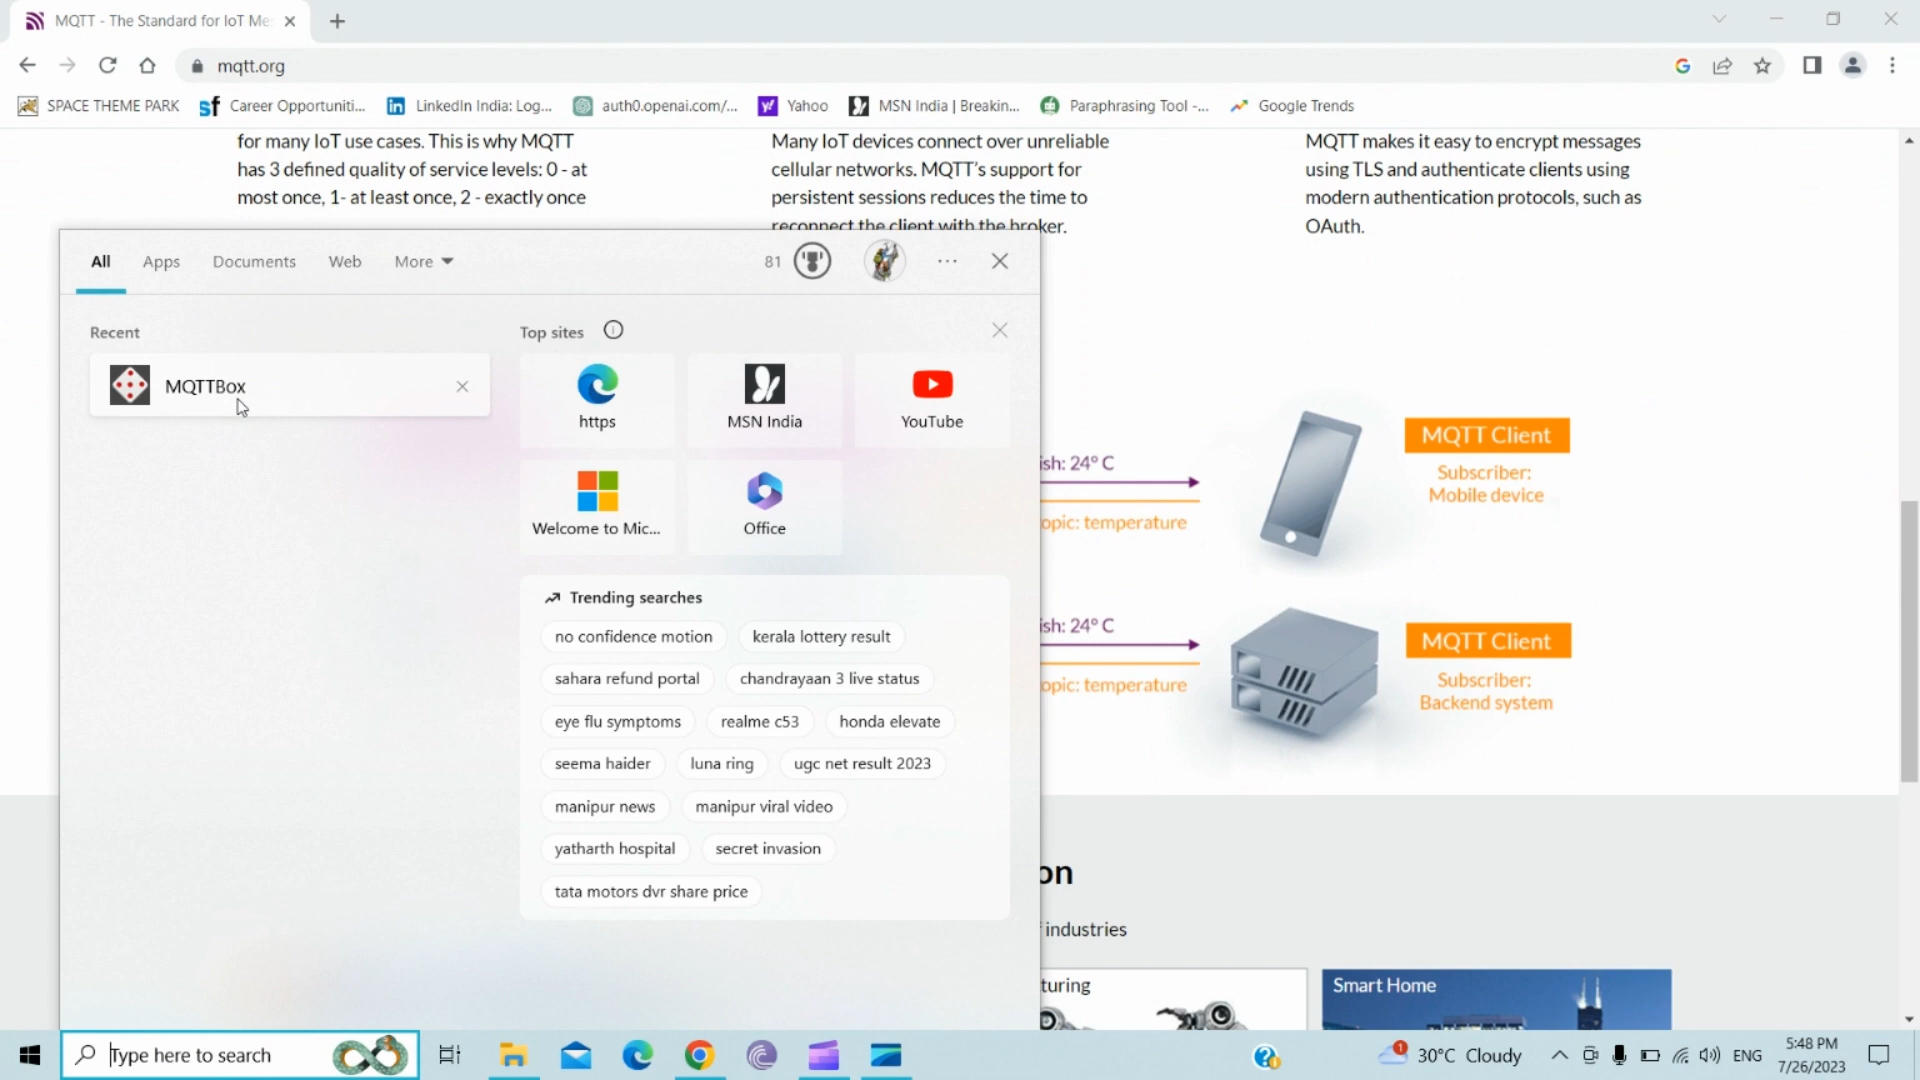 MQTT - The Standard for IoT Me
mqtt.org
SPACE THEME PARK
Career Opportuniti...
LinkedIn India: Log...
auth0.openai.com/...
Yahoo
MSN India | Breakin...
Paraphrasing Tool -...
Google Trends
for many IoT use cases. This is why MQTT
has 3 defined quality of service levels: 0 - at
most once, 1- at least once, 2 - exactly once
Many IoT devices connect over unreliable
cellular networks. MQTT's support for
persistent sessions reduces the time to
reconnect the client with the broker.
MQTT makes it easy to encrypt messages
using TLS and authenticate clients using
modern authentication protocols, such as
OAuth.
All
Apps
Documents
Web
More
81
Recent
MQTTBox
Top sites
https
MSN India
YouTube
Welcome to Mic...
Office
Trending searches
no confidence motion
kerala lottery result
sahara refund portal
chandrayaan 3 live status
eye flu symptoms
realme c53
honda elevate
seema haider
luna ring
ugc net result 2023
manipur news
manipur viral video
yatharth hospital
secret invasion
tata motors dvr share price
ish: 24° C
opic: temperature
MQTT Client
Subscriber:
Mobile device
ish: 24° C
opic: temperature
MQTT Client
Subscriber:
Backend system
on
industries
turing
Smart Home
Type here to search
1
30°C Cloudy
ENG
5:48 PM
7/26/2023